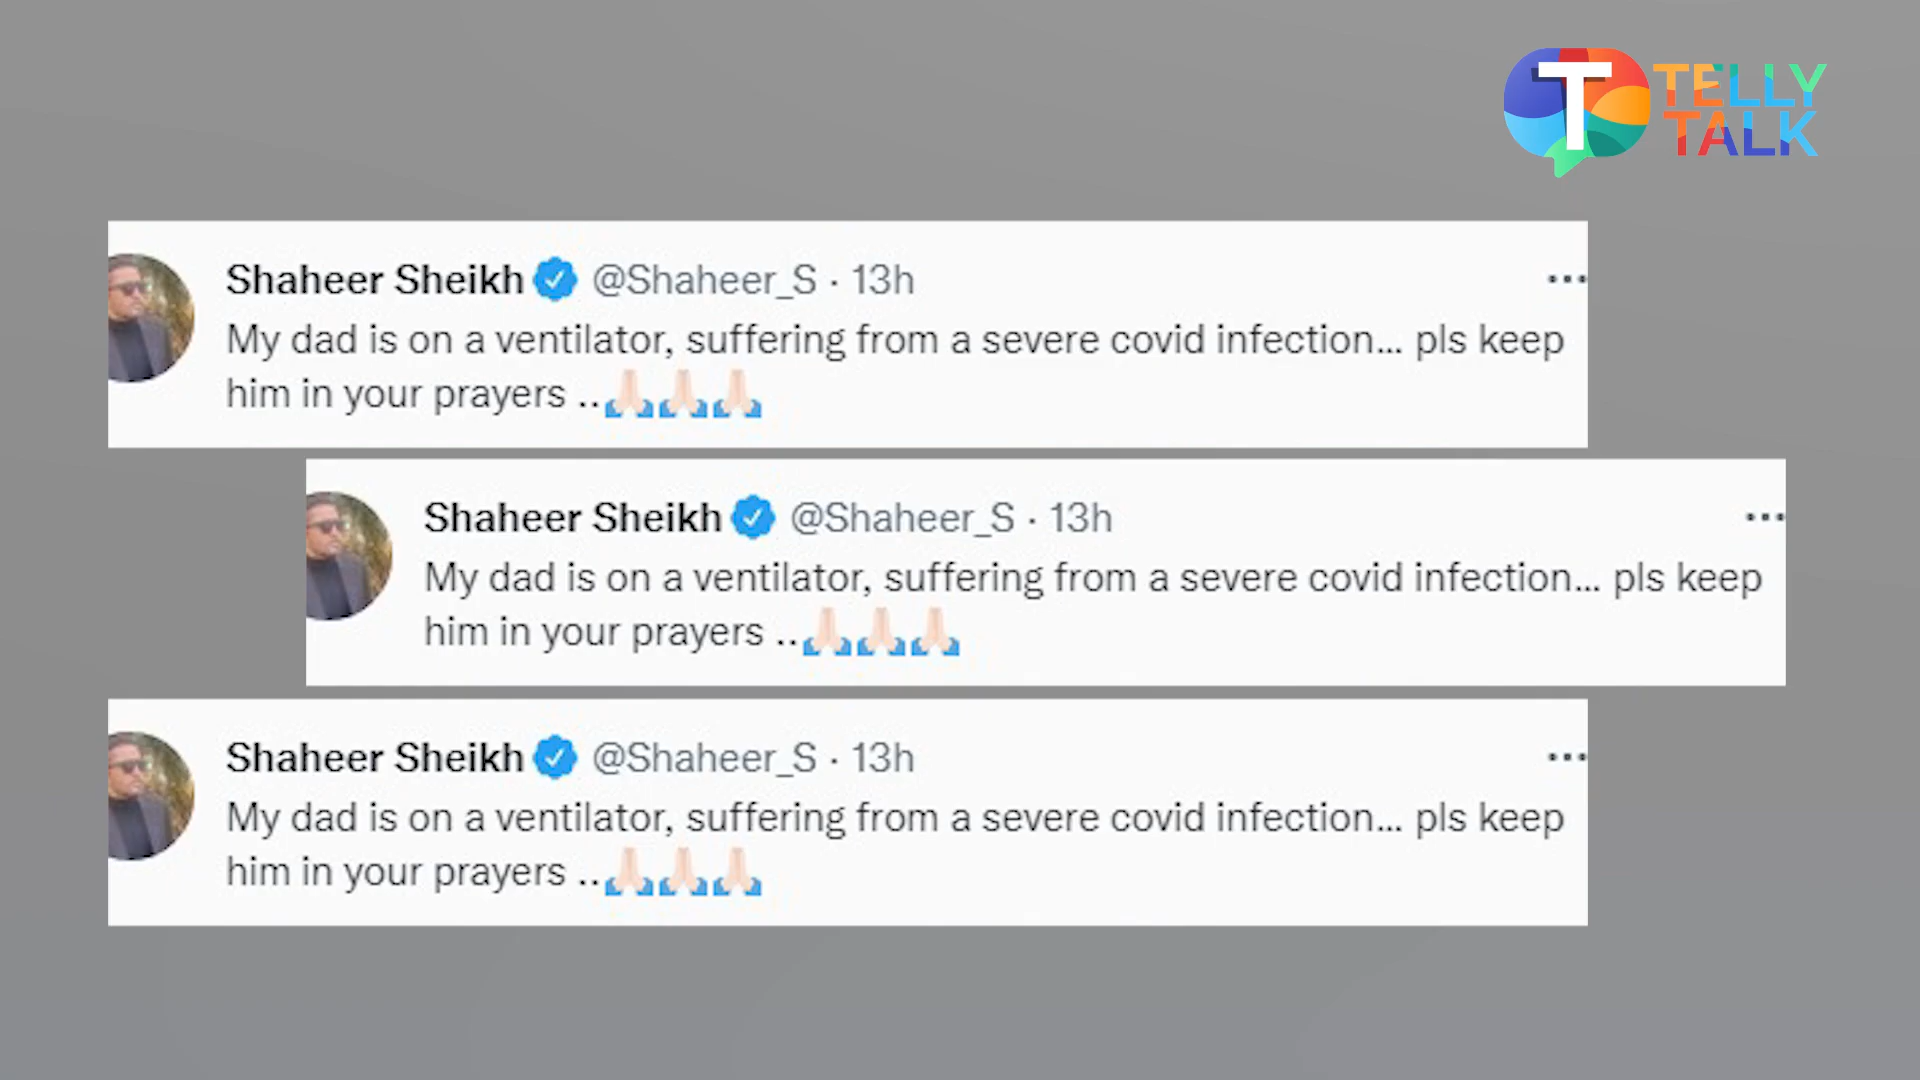 T TELLY
TALK
Shaheer Sheikh @Shaheer_S · 13h
My dad is on a ventilator, suffering from a severe covid infection... pls keep
him in your prayers ..🙏🏻🙏🏻🙏🏻
Shaheer Sheikh @Shaheer_S · 13h
My dad is on a ventilator, suffering from a severe covid infection... pls keep
him in your prayers ..🙏🏻🙏🏻🙏🏻
Shaheer Sheikh @Shaheer_S · 13h
My dad is on a ventilator, suffering from a severe covid infection... pls keep
him in your prayers ..🙏🏻🙏🏻🙏🏻